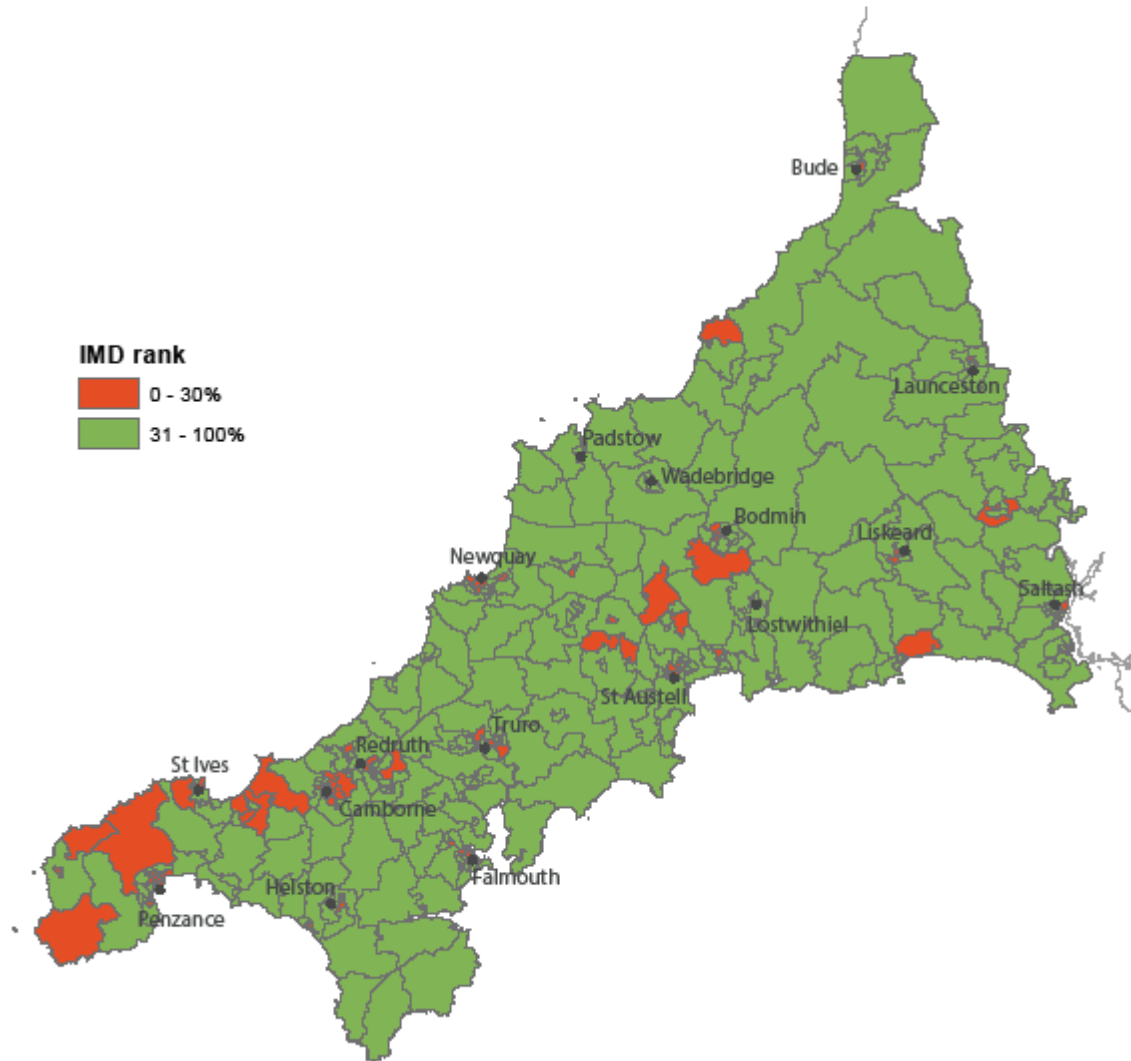 Bude
IMD rank
0 - 30%
31 - 100%
Launceston
Padstow
Wadebridge
Bodmin
Liskeard
Newquay
Saltash
Lostwithiel
St Austell
Truro
Redruth
St Ives
Camborne
Falmouth
Helston
Penzance